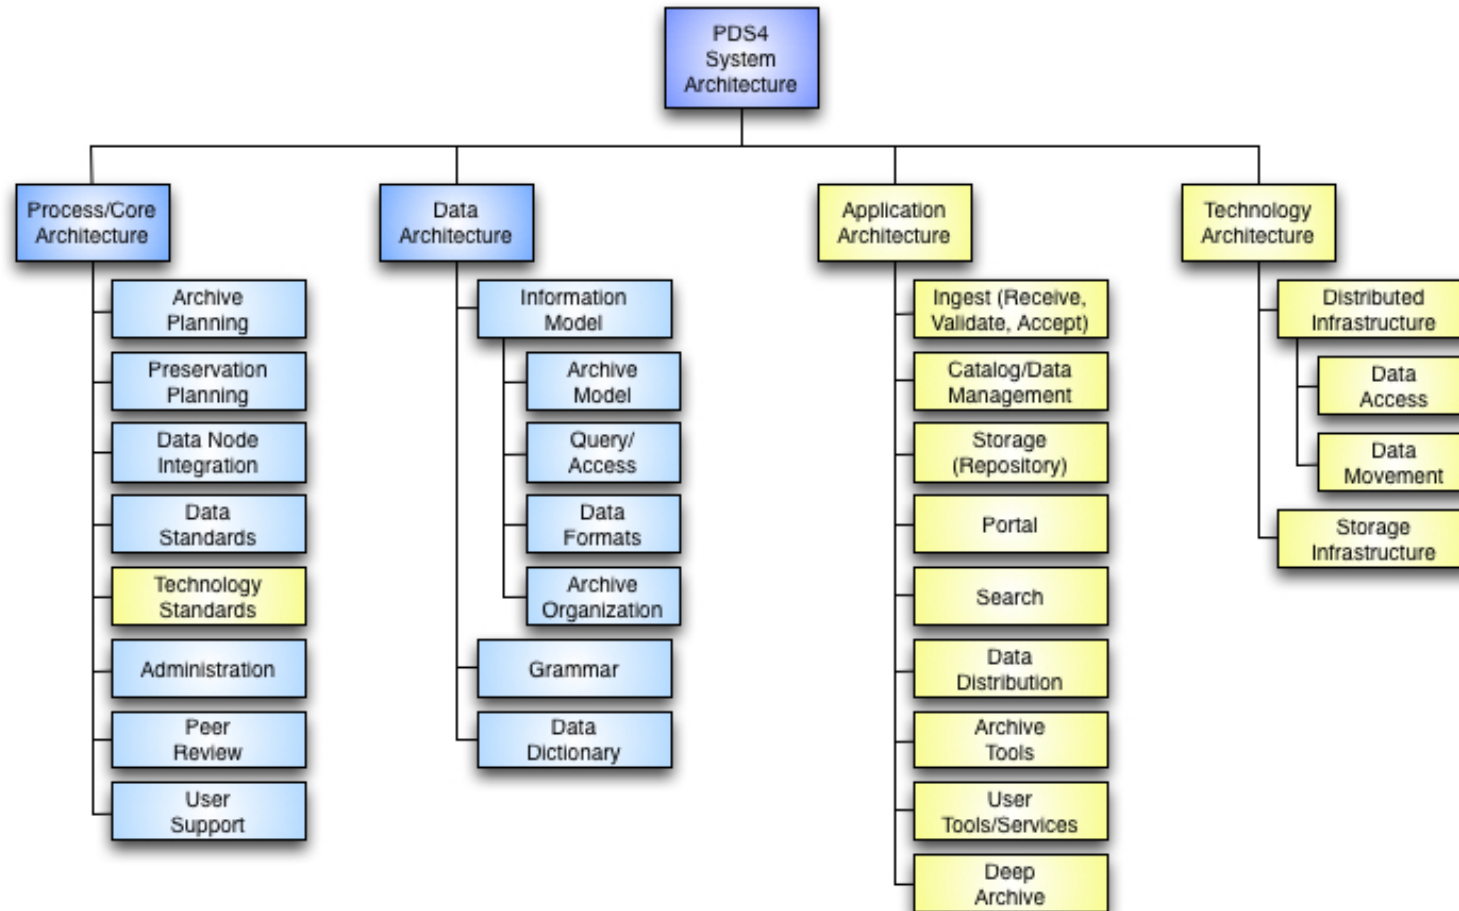 PDS4
System
Architecture
Process/Core
Architecture
Archive
Planning
Preservation
Planning
Data Node
Integration
Data
Standards
Technology
Standards
Administration
Peer
Review
User
Support
Data
Architecture
Information
Model
Archive
Model
Query/
Access
Data
Formats
Archive
Organization
Grammar
Data
Dictionary
Application
Architecture
Ingest (Receive,
Validate, Accept)
Catalog/Data
Management
Storage
(Repository)
Portal
Search
Data
Distribution
Archive
Tools
User
Tools/Services
Deep
Archive
Technology
Architecture
Distributed
Infrastructure
Data
Access
Data
Movement
Storage
Infrastructure